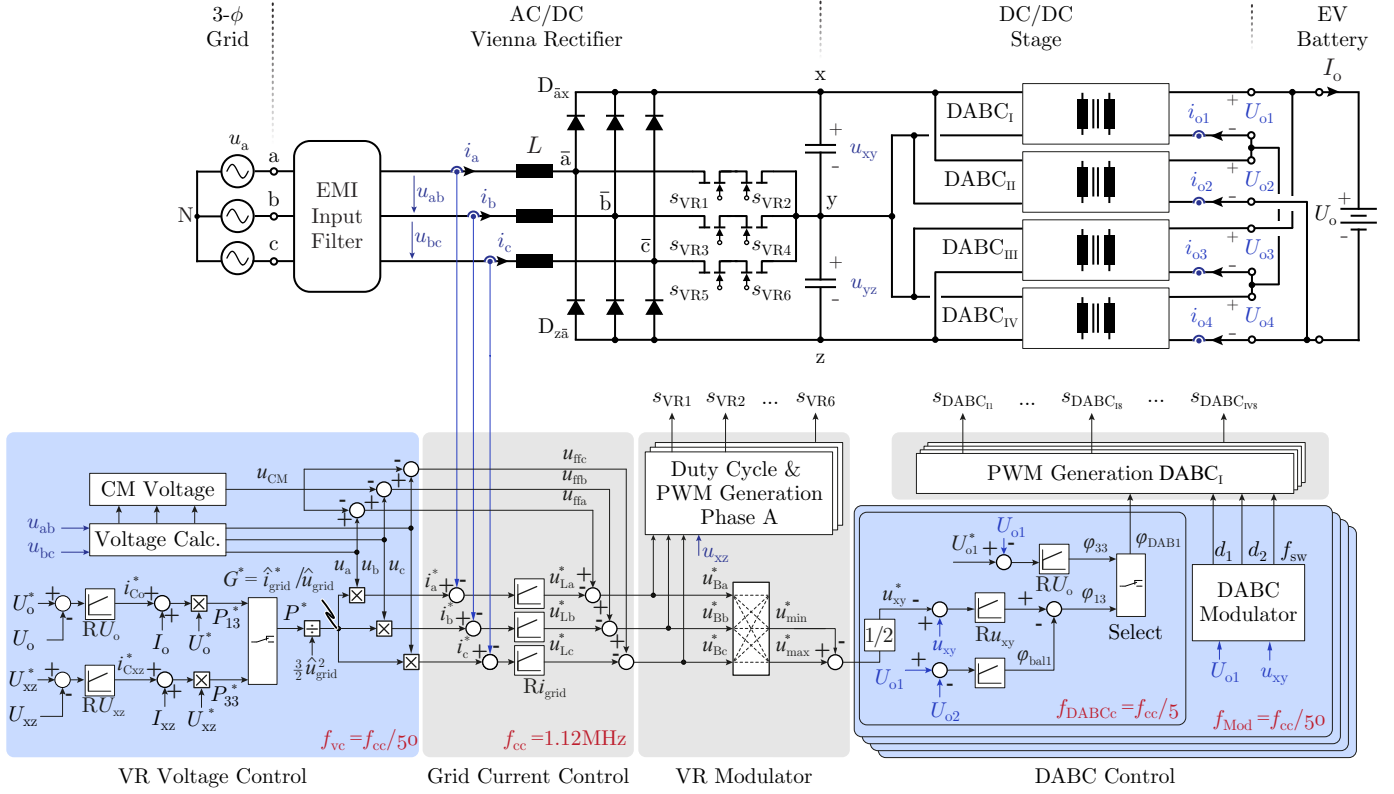 3-ϕ Grid
AC/DC Vienna Rectifier
DC/DC Stage
EV Battery
u_a
a
N
b
c
EMI Input Filter
i_a
i_b
i_c
u_ab
u_bc
L
D_āx
D_zā
ā
b̄
c̄
s_VR1 s_VR2
s_VR3 s_VR4
s_VR5 s_VR6
x
y
z
+ u_xy -
+ u_yz -
DABC_I
DABC_II
DABC_III
DABC_IV
i_o1 + U_o1 -
i_o2 + U_o2 -
i_o3 + U_o3 -
i_o4 + U_o4 -
I_o
U_o + -
s_VR1 s_VR2 ... s_VR6
s_DABC_I1 ... s_DABC_I8 ... s_DABC_IV8
CM Voltage
Voltage Calc.
u_ab
u_bc
u_CM
u_ffc
u_ffb
u_ffa
u_a u_b u_c
G* = î*_grid /û_grid
U*_o
U_o
RU_o
i*_Co
I_o
U*_o
P*_13
U*_xz
U_xz
RU_xz
i*_Cxz
I_xz
U*_xz
P*_33
P*
÷
3/2 û²_grid
f_vc = f_cc/50
VR Voltage Control
i*_a
i*_b
i*_c
u*_La
u*_Lb
u*_Lc
Ri_grid
f_cc = 1.12MHz
Grid Current Control
Duty Cycle & PWM Generation Phase A
u_xz
u*_Ba
u*_Bb
u*_Bc
u*_min
u*_max
VR Modulator
PWM Generation DABC_I
1/2
u*_xy
u_xy
Ru_xy
U_o1
U_o2
φ_bal1
U*_o1
U_o1
RU_o
φ_33
φ_13
φ_DAB1
Select
f_DABCc = f_cc/5
d_1 d_2 f_sw
DABC Modulator
U_o1 u_xy
f_Mod = f_cc/50
DABC Control